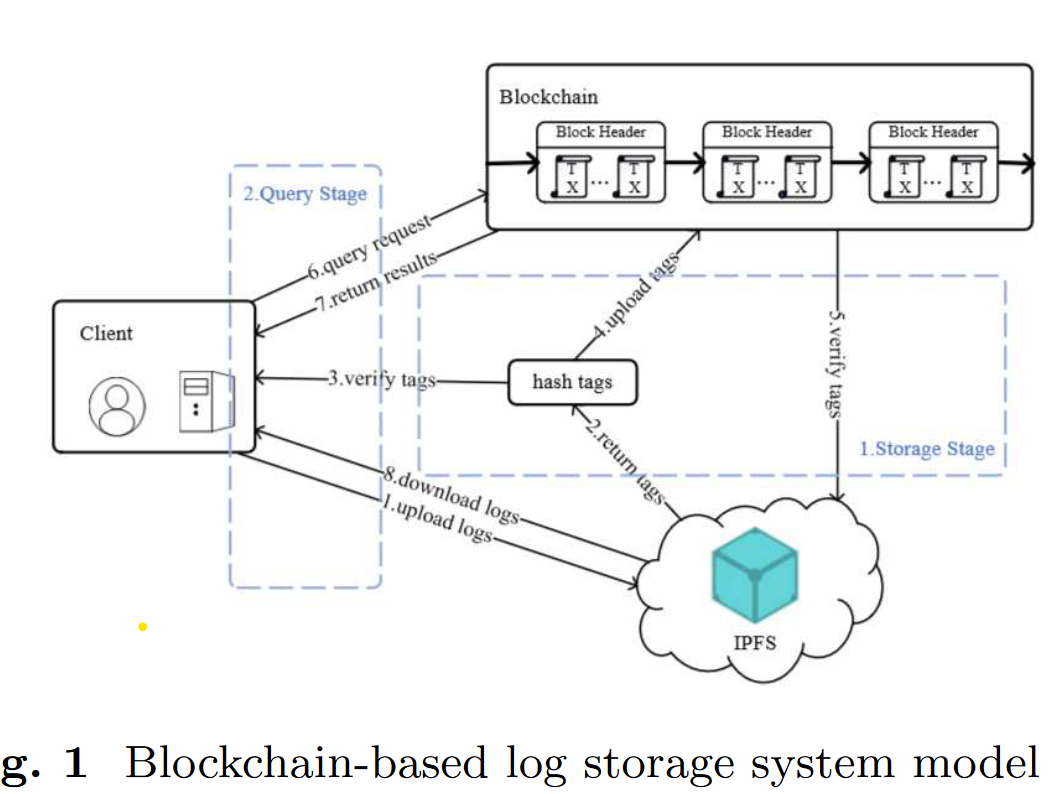 Blockchain
Block Header
Block Header
Block Header
T
X
...
T
X
T
X
...
T
X
T
X
...
T
X
2.Query Stage
6.query request
7.return results
4.upload tags
5.verify tags
Client
3.verify tags
hash tags
2.return tags
1.Storage Stage
8.download logs
1.upload logs
IPFS
g. 1 Blockchain-based log storage system model